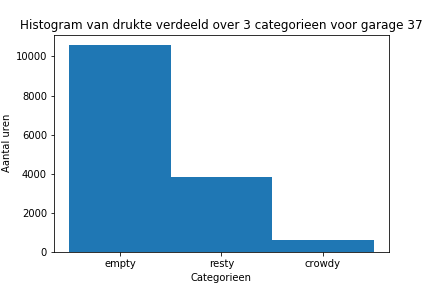 Histogram van drukte verdeeld over 3 categorieen voor garage 37
10000
8000
6000
4000
2000
0
Aantal uren
empty resty crowdy
Categorieen